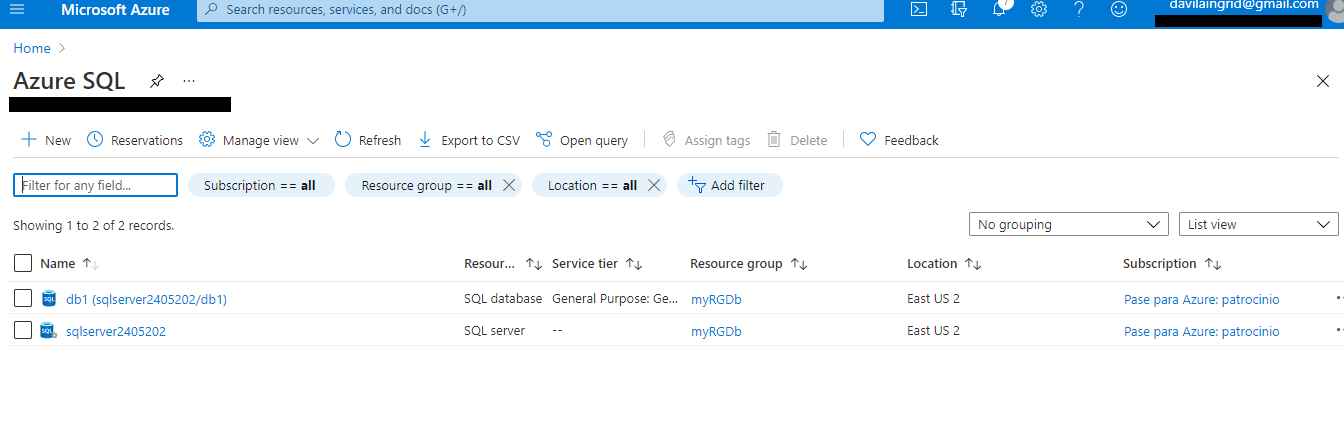 Microsoft Azure
Search resources, services, and docs (G+/)
7
davilaingrid@gmail.com
Home
Azure SQL
New
Reservations
Manage view
Refresh
Export to CSV
Open query
Assign tags
Delete
Feedback
Filter for any field...
Subscription == all
Resource group == all
Location == all
Add filter
Showing 1 to 2 of 2 records.
No grouping
List view
Name Resour... Service tier Resource group Location Subscription
db1 (sqlserver2405202/db1) SQL database General Purpose: Ge... myRGDb East US 2 Pase para Azure: patrocinio
sqlserver2405202 SQL server -- myRGDb East US 2 Pase para Azure: patrocinio